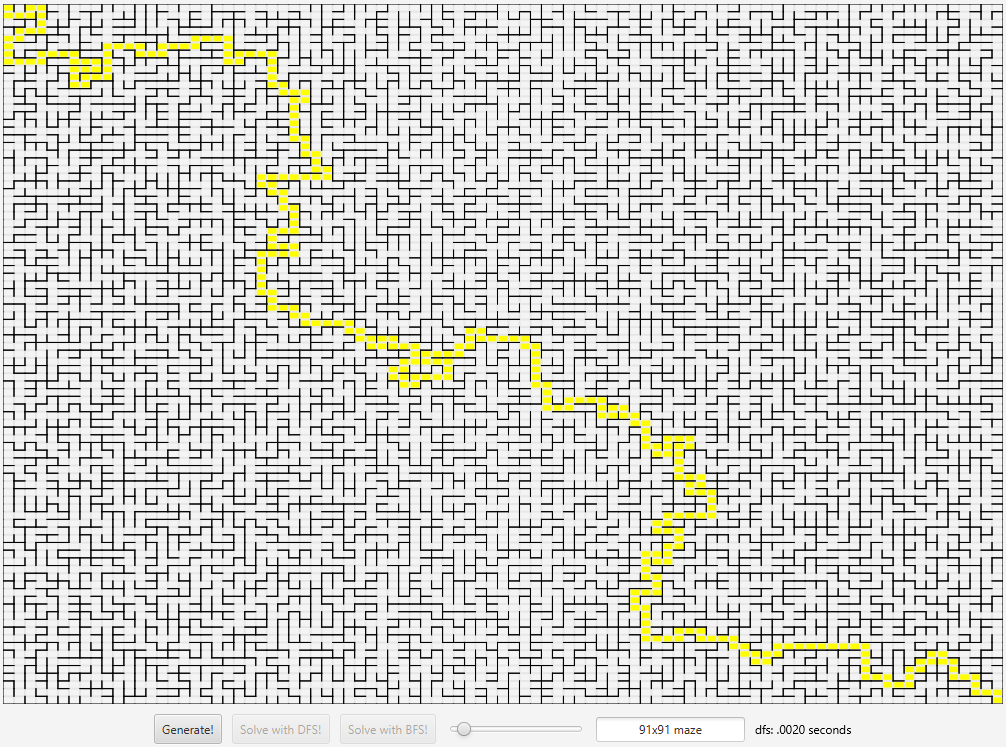 Generate!
Solve with DFS!
Solve with BFS!
91x91 maze
dfs: .0020 seconds